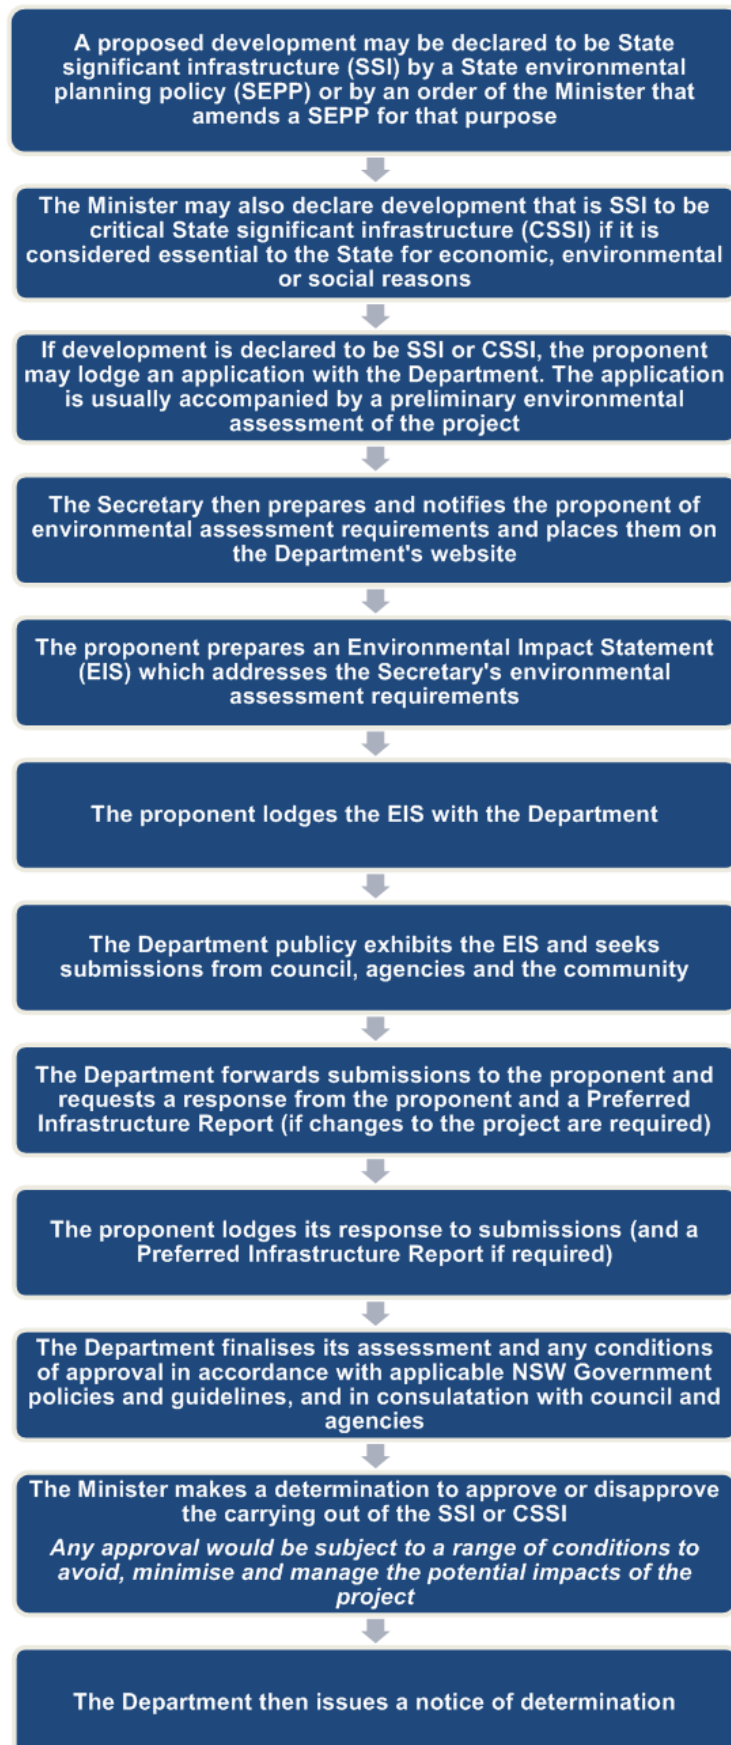 A proposed development may be declared to be State
significant infrastructure (SSI) by a State environmental
planning policy (SEPP) or by an order of the Minister that
amends a SEPP for that purpose
The Minister may also declare development that is SSI to be
critical State significant infrastructure (CSSI) if it is
considered essential to the State for economic, environmental
or social reasons
If development is declared to be SSI or CSSI, the proponent
may lodge an application with the Department. The application
is usually accompanied by a preliminary environmental
assessment of the project
The Secretary then prepares and notifies the proponent of
environmental assessment requirements and places them on
the Department's website
The proponent prepares an Environmental Impact Statement
(EIS) which addresses the Secretary's environmental
assessment requirements
The proponent lodges the EIS with the Department
The Department publicy exhibits the EIS and seeks
submissions from council, agencies and the community
The Department forwards submissions to the proponent and
requests a response from the proponent and a Preferred
Infrastructure Report (if changes to the project are required)
The proponent lodges its response to submissions (and a
Preferred Infrastructure Report if required)
The Department finalises its assessment and any conditions
of approval in accordance with applicable NSW Government
policies and guidelines, and in consulatation with council and
agencies
The Minister makes a determination to approve or disapprove
the carrying out of the SSI or CSSI
Any approval would be subject to a range of conditions to
avoid, minimise and manage the potential impacts of the
project
The Department then issues a notice of determination